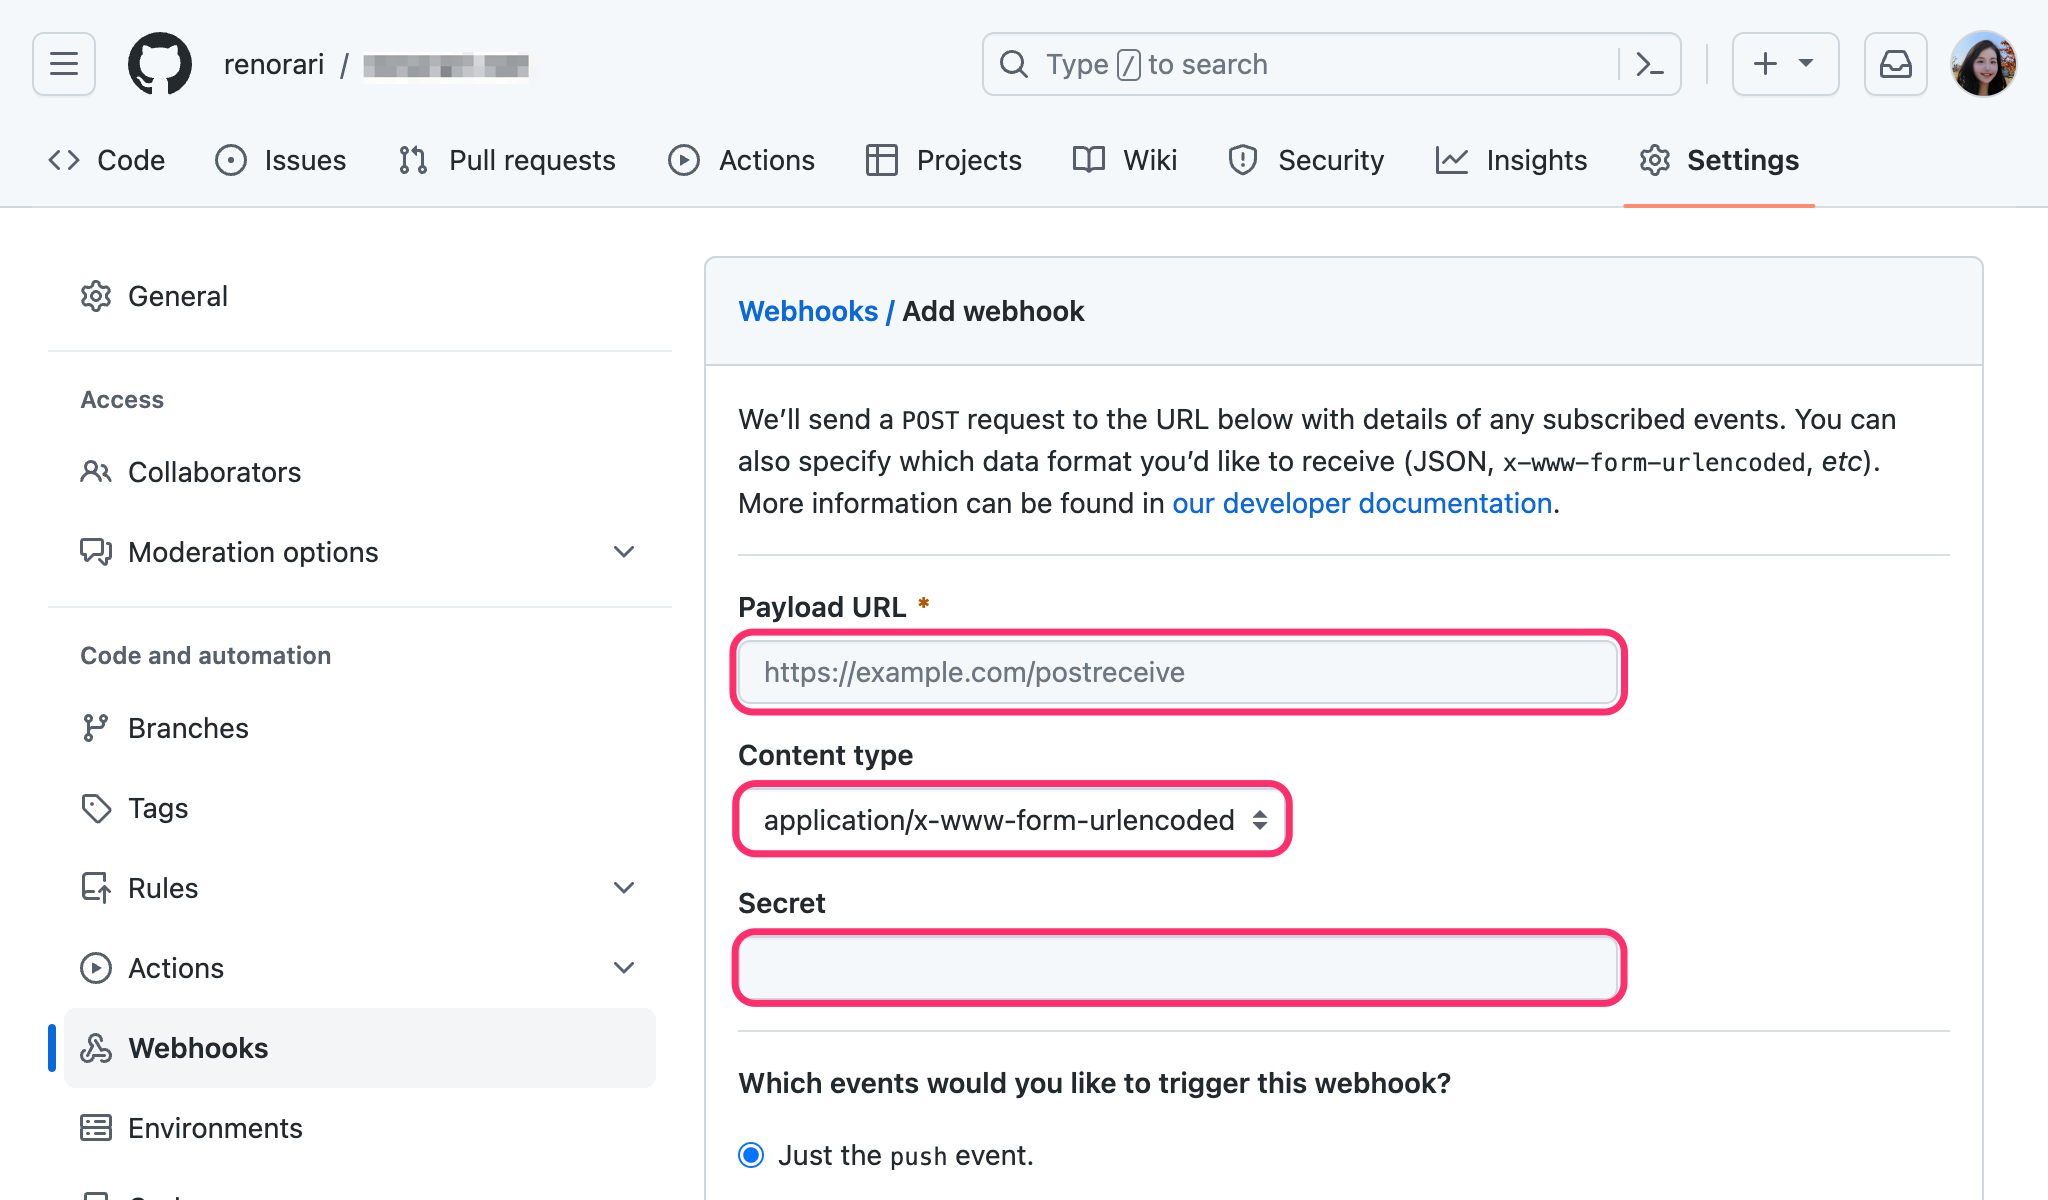 renorari /
Type / to search
Code
Issues
Pull requests
Actions
Projects
Wiki
Security
Insights
Settings
General
Access
Collaborators
Moderation options
Code and automation
Branches
Tags
Rules
Actions
Webhooks
Environments
Webhooks / Add webhook
We’ll send a POST request to the URL below with details of any subscribed events. You can
also specify which data format you’d like to receive (JSON, x-www-form-urlencoded, etc).
More information can be found in our developer documentation.
Payload URL *
https://example.com/postreceive
Content type
application/x-www-form-urlencoded
Secret
Which events would you like to trigger this webhook?
Just the push event.